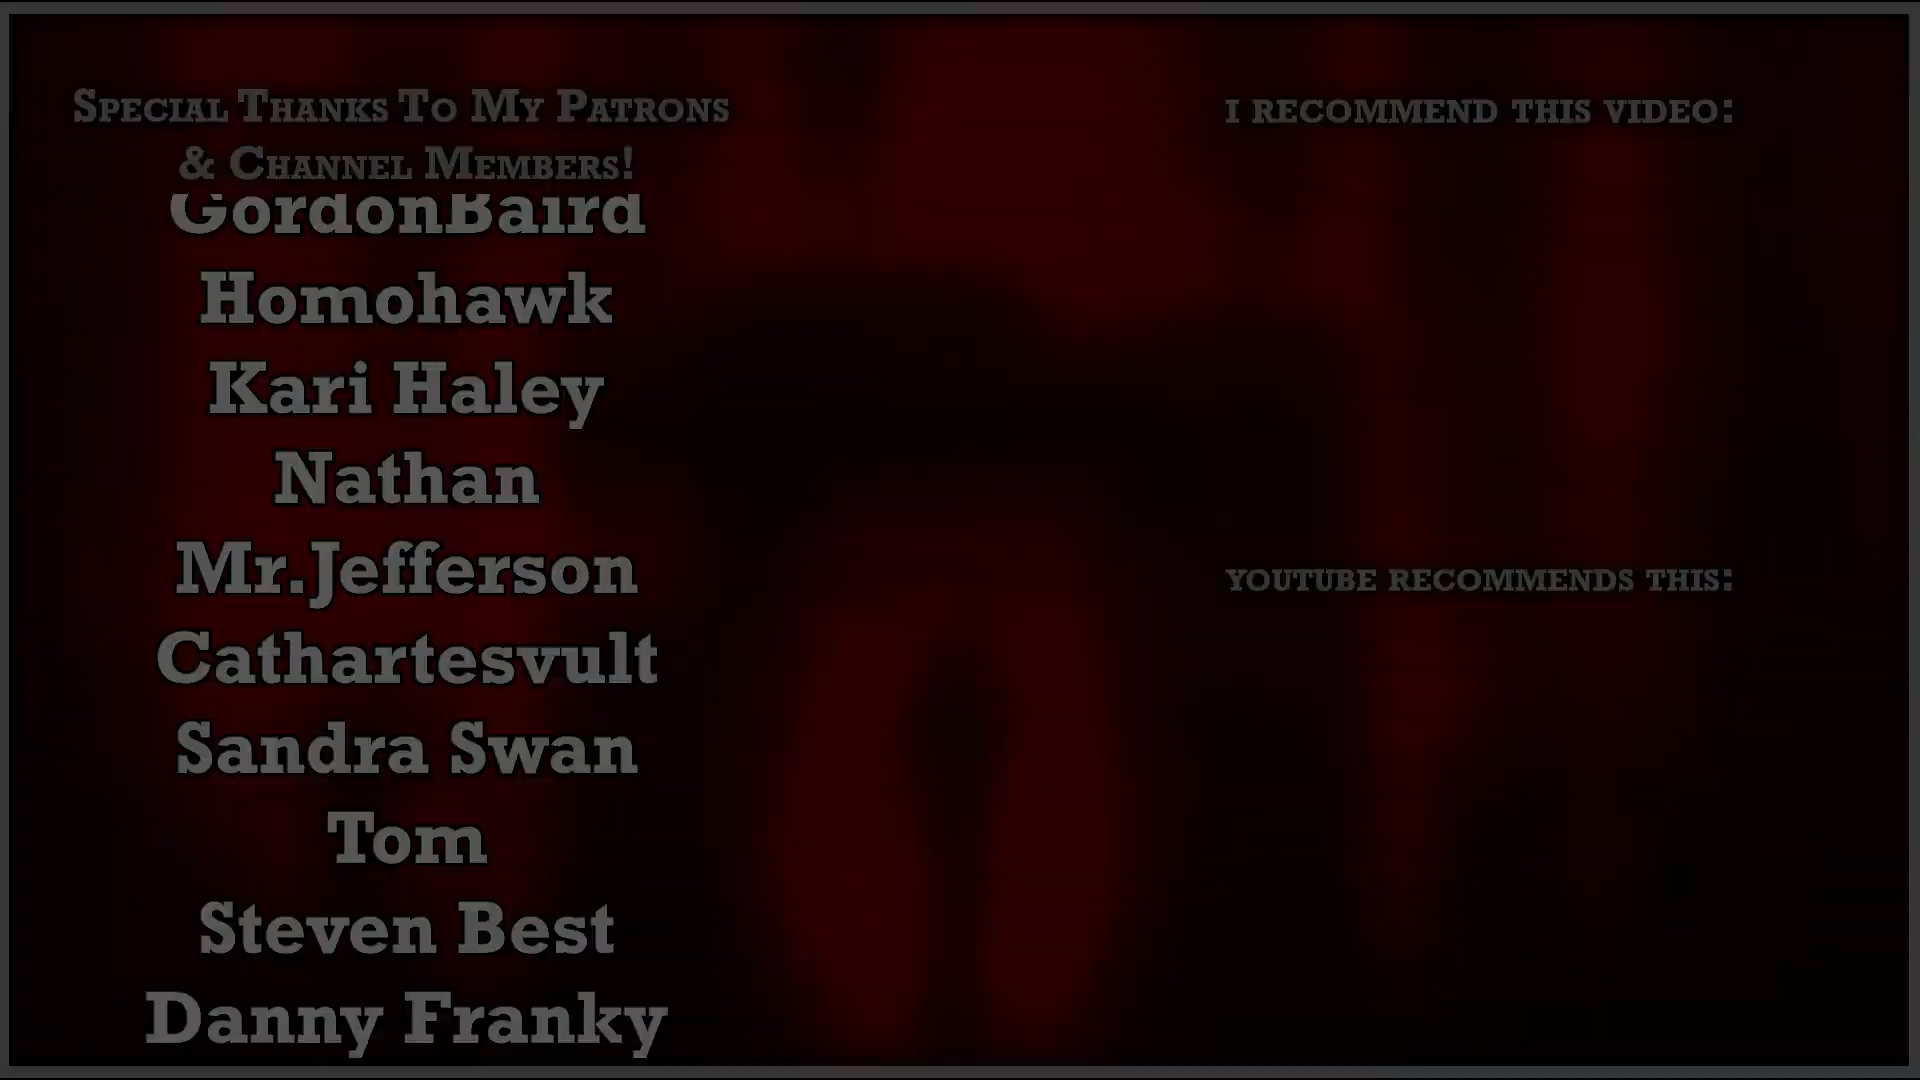 Special Thanks To My Patrons
& Channel Members!
GordonBaird
Homohawk
Kari Haley
Nathan
Mr.Jefferson
Cathartesvult
Sandra Swan
Tom
Steven Best
Danny Franky
I RECOMMEND THIS VIDEO:
YOUTUBE RECOMMENDS THIS: